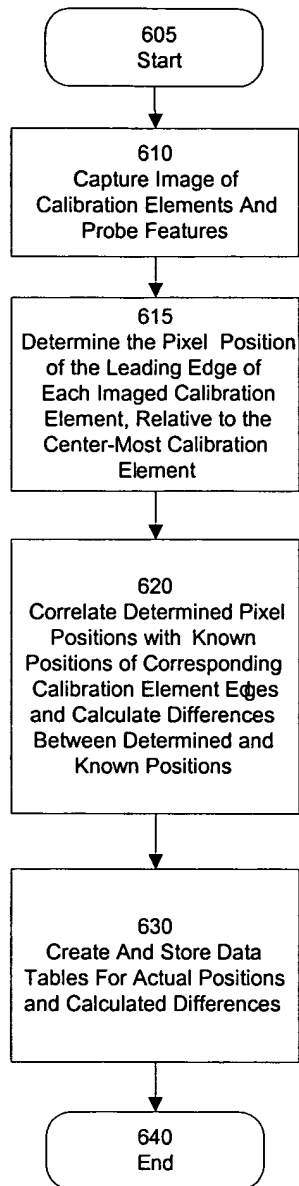 605
Start
610
Capture Image of
Calibration Elements And
Probe Features
615
Determine the Pixel Position
of the Leading Edge of
Each Imaged Calibration
Element, Relative to the
Center-Most Calibration
Element
620
Correlate Determined Pixel
Positions with Known
Positions of Corresponding
Calibration Element Edges
and Calculate Differences
Between Determined and
Known Positions
630
Create And Store Data
Tables For Actual Positions
and Calculated Differences
640
End